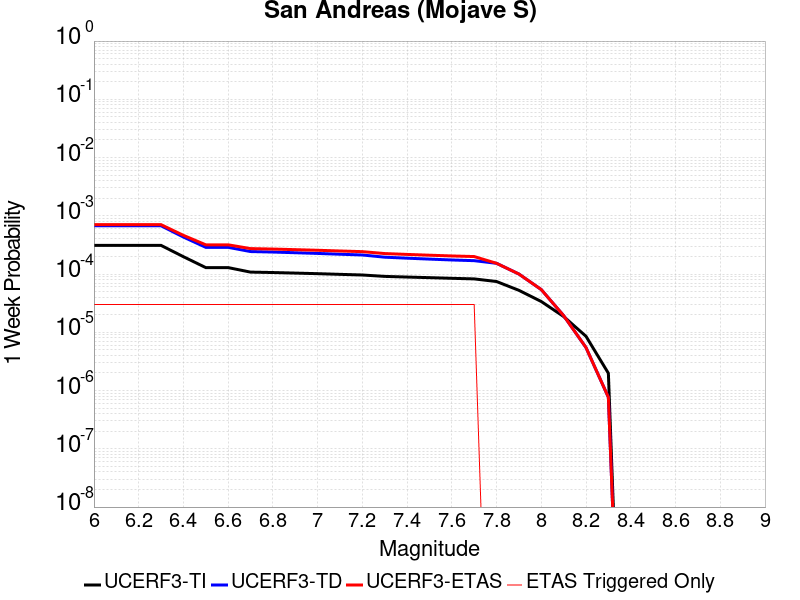 San Andreas (Mojave S)
10^0
10^-1
10^-2
10^-3
10^-4
10^-5
10^-6
10^-7
10^-8
1 Week Probability
6 6.2 6.4 6.6 6.8 7 7.2 7.4 7.6 7.8 8 8.2 8.4 8.6 8.8 9
Magnitude
UCERF3-TI UCERF3-TD UCERF3-ETAS ETAS Triggered Only